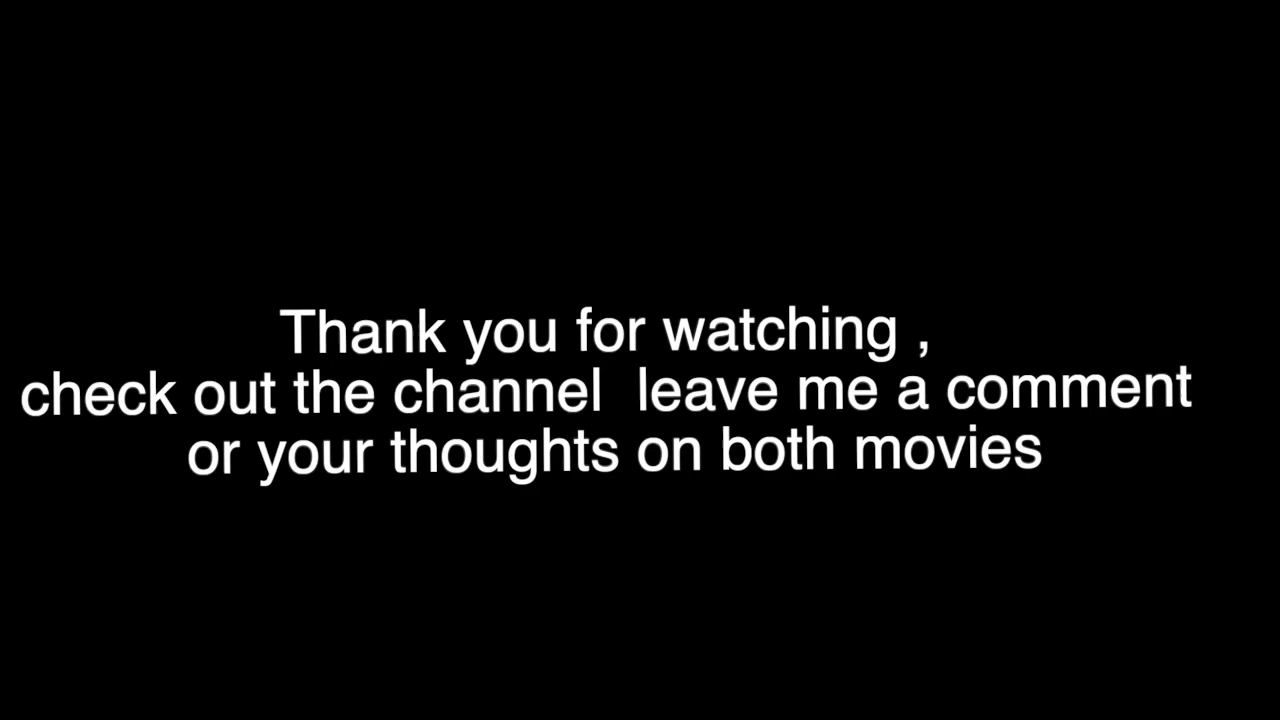 Thank you for watching ,
check out the channel  leave me a comment
or your thoughts on both movies